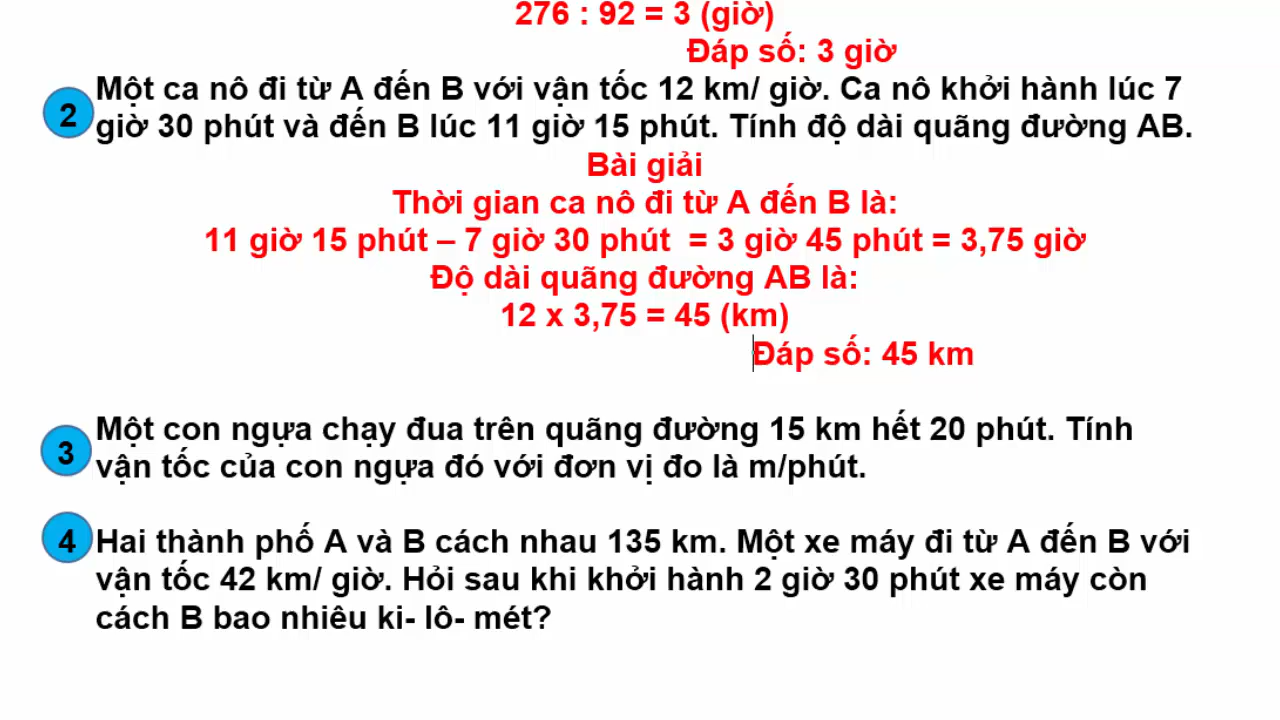 276 : 92 = 3 (giờ)
Đáp số: 3 giờ
2
Một ca nô đi từ A đến B với vận tốc 12 km/ giờ. Ca nô khởi hành lúc 7
giờ 30 phút và đến B lúc 11 giờ 15 phút. Tính độ dài quãng đường AB.
Bài giải
Thời gian ca nô đi từ A đến B là:
11 giờ 15 phút – 7 giờ 30 phút = 3 giờ 45 phút = 3,75 giờ
Độ dài quãng đường AB là:
12 x 3,75 = 45 (km)
Đáp số: 45 km
3
Một con ngựa chạy đua trên quãng đường 15 km hết 20 phút. Tính
vận tốc của con ngựa đó với đơn vị đo là m/phút.
4
Hai thành phố A và B cách nhau 135 km. Một xe máy đi từ A đến B với
vận tốc 42 km/ giờ. Hỏi sau khi khởi hành 2 giờ 30 phút xe máy còn
cách B bao nhiêu ki- lô- mét?